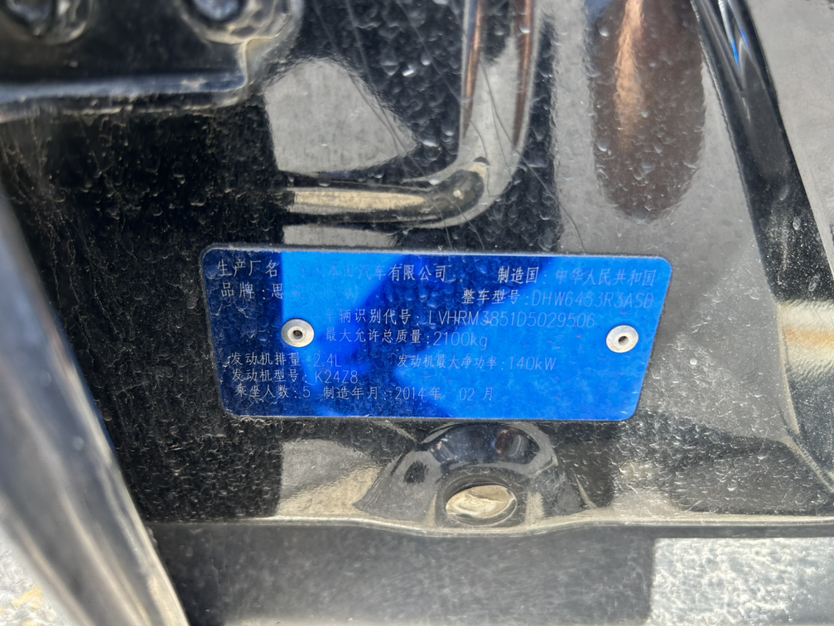 生产厂名 本田汽车有限公司 制造国:中华人民共和国
品牌:思 整车型号:DHW6453R3ASD
车辆识别代号:LVHRM3851D5029506
最大允许总质量:2100kg
发动机排量:2.4L 发动机最大净功率:140kW
发动机型号:K24Z8
乘坐人数:5 制造年月:2014年 02月